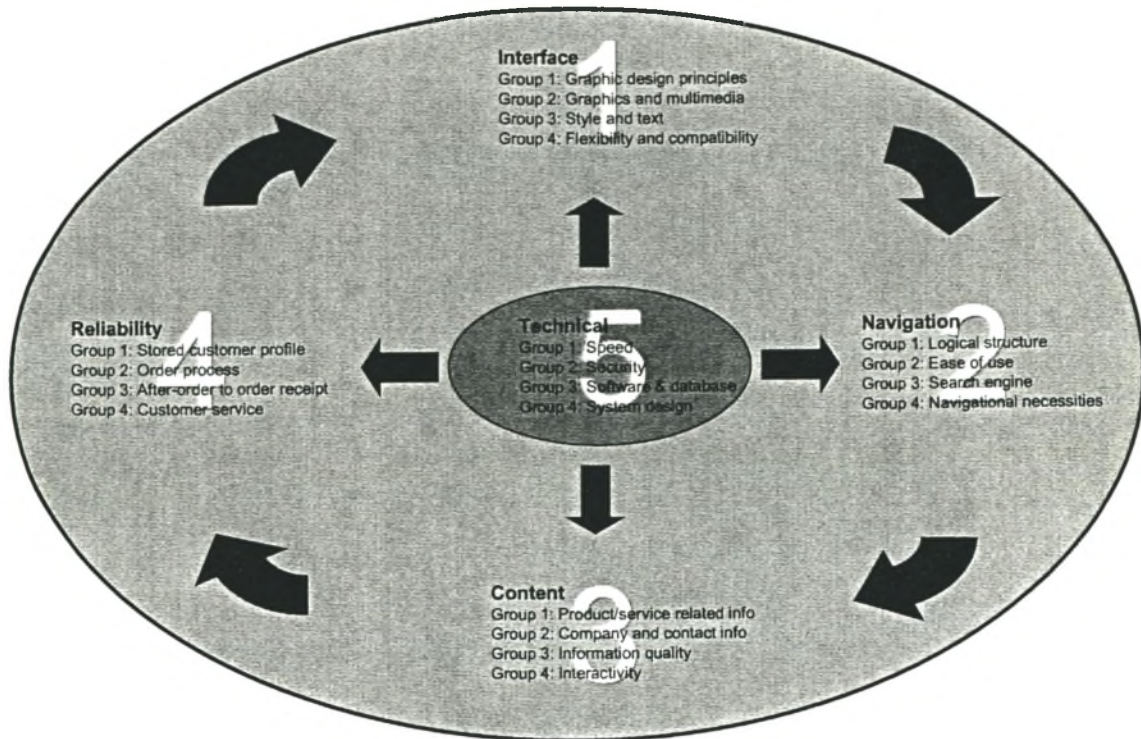 1
Interface
Group 1: Graphic design principles
Group 2: Graphics and multimedia
Group 3: Style and text
Group 4: Flexibility and compatibility
2
Navigation
Group 1: Logical structure
Group 2: Ease of use
Group 3: Search engine
Group 4: Navigational necessities
3
Content
Group 1: Product/service related info
Group 2: Company and contact info
Group 3: Information quality
Group 4: Interactivity
4
Reliability
Group 1: Stored customer profile
Group 2: Order process
Group 3: After-order to order receipt
Group 4: Customer service
5
Technical
Group 1: Speed
Group 2: Security
Group 3: Software & database
Group 4: System design